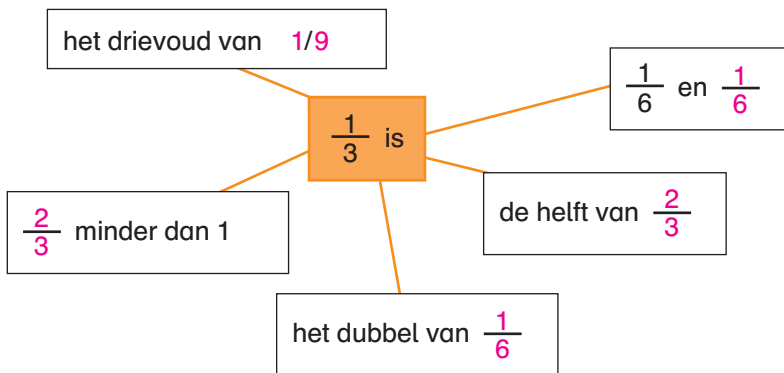 het drievoud van 1/9
1/6 en 1/6
1/3 is
de helft van 2/3
2/3 minder dan 1
het dubbel van 1/6